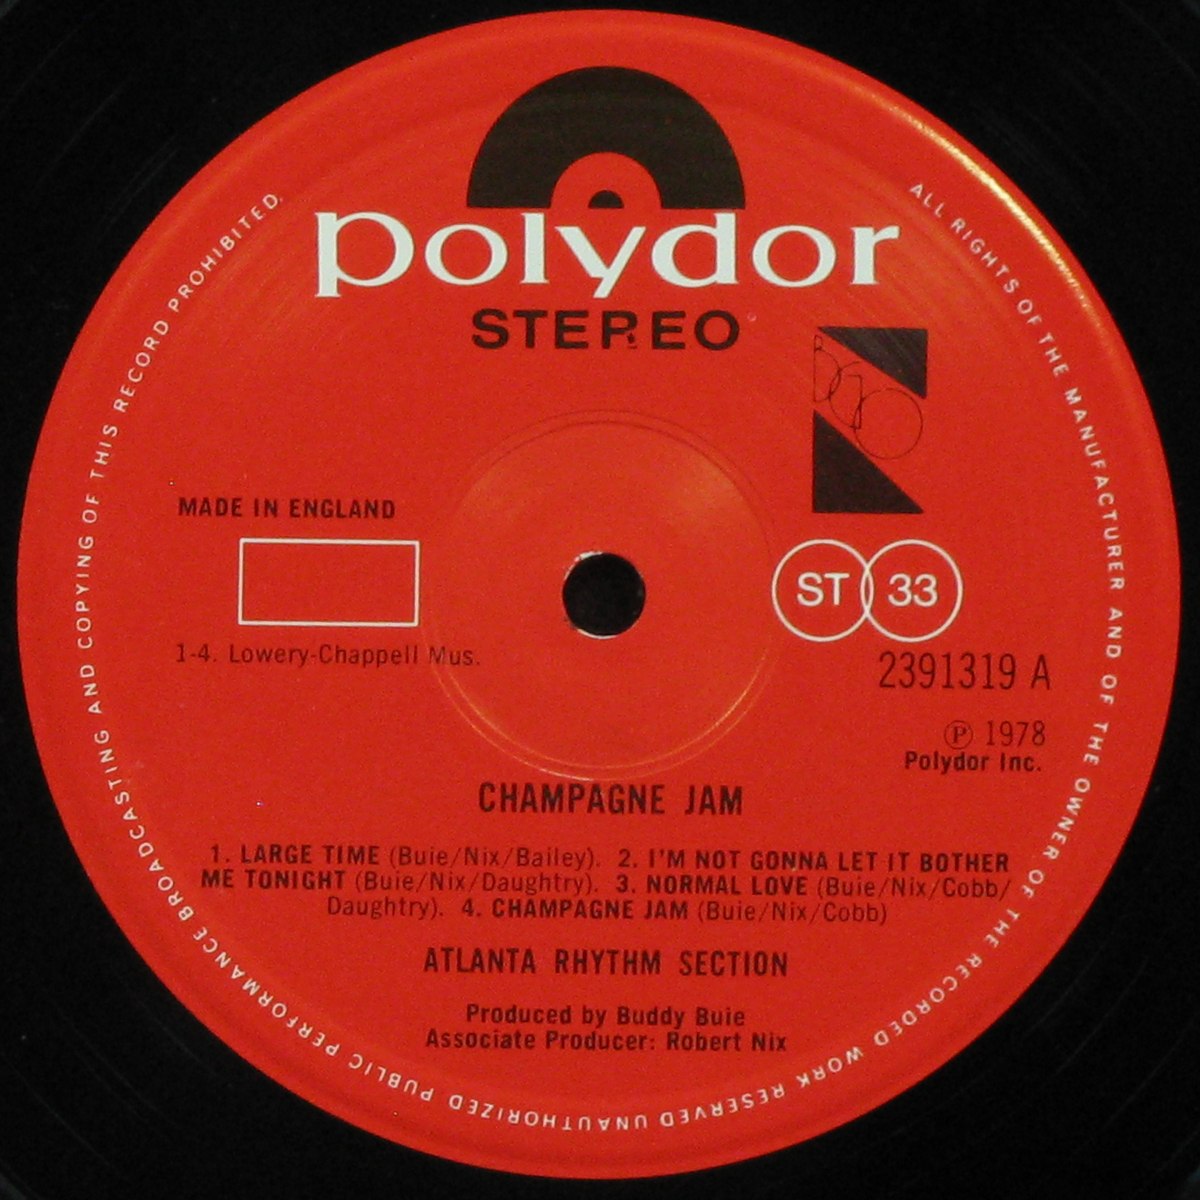 polydor
STEREO
BGO
MADE IN ENGLAND
ST 33
1-4. Lowery-Chappell Mus.
2391319 A
Ⓟ 1978
Polydor Inc.
CHAMPAGNE JAM
1. LARGE TIME (Buie/Nix/Bailey). 2. I'M NOT GONNA LET IT BOTHER
ME TONIGHT (Buie/Nix/Daughtry). 3. NORMAL LOVE (Buie/Nix/Cobb/
Daughtry). 4. CHAMPAGNE JAM (Buie/Nix/Cobb)
ATLANTA RHYTHM SECTION
Produced by Buddy Buie
Associate Producer: Robert Nix
ALL RIGHTS OF THE MANUFACTURER AND OF THE OWNER OF THE RECORDED WORK RESERVED UNAUTHORIZED PUBLIC PERFORMANCE BROADCASTING AND COPYING OF THIS RECORD PROHIBITED.